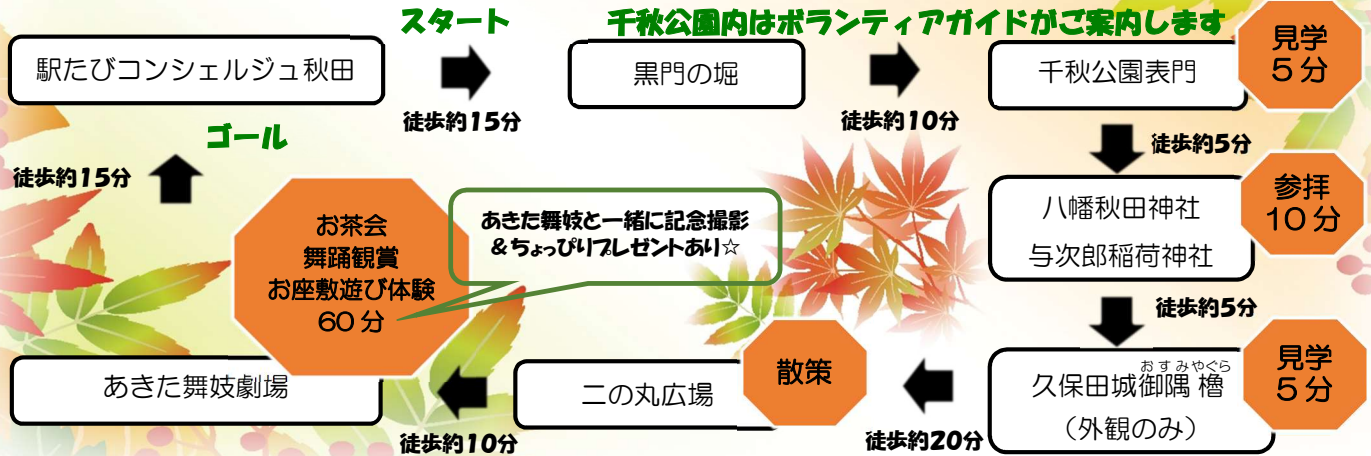 スタート
千秋公園内はボランティアガイドがご案内します
駅たびコンシェルジュ秋田
徒歩約15分
黒門の堀
徒歩約10分
千秋公園表門
見学
5分
徒歩約5分
八幡秋田神社
与次郎稲荷神社
参拝
10分
徒歩約5分
久保田城御隅櫓
おすみやぐら
(外観のみ)
見学
5分
徒歩約20分
二の丸広場
散策
徒歩約10分
あきた舞妓劇場
お茶会
舞踊観賞
お座敷遊び体験
60分
あきた舞妓と一緒に記念撮影
&ちょっぴりプレゼントあり☆
徒歩約15分
ゴール